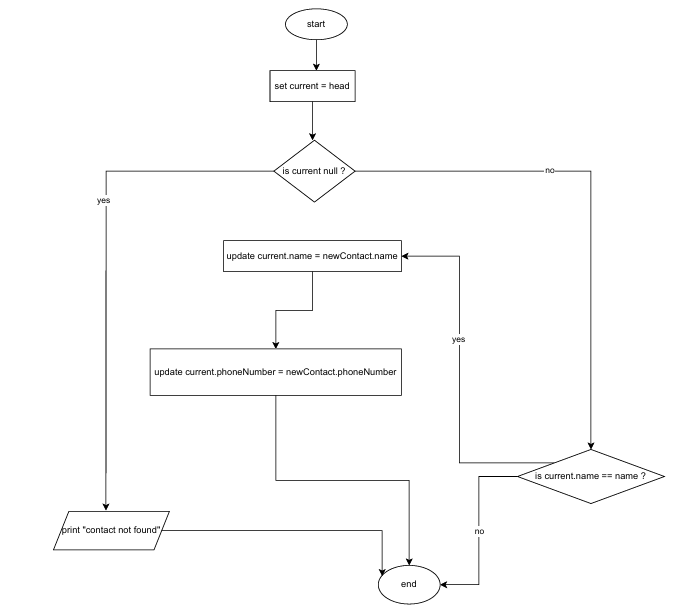 start
set current = head
is current null ?
no
yes
update current.name = newContact.name
yes
update current.phoneNumber = newContact.phoneNumber
is current.name == name ?
print "contact not found"
no
end